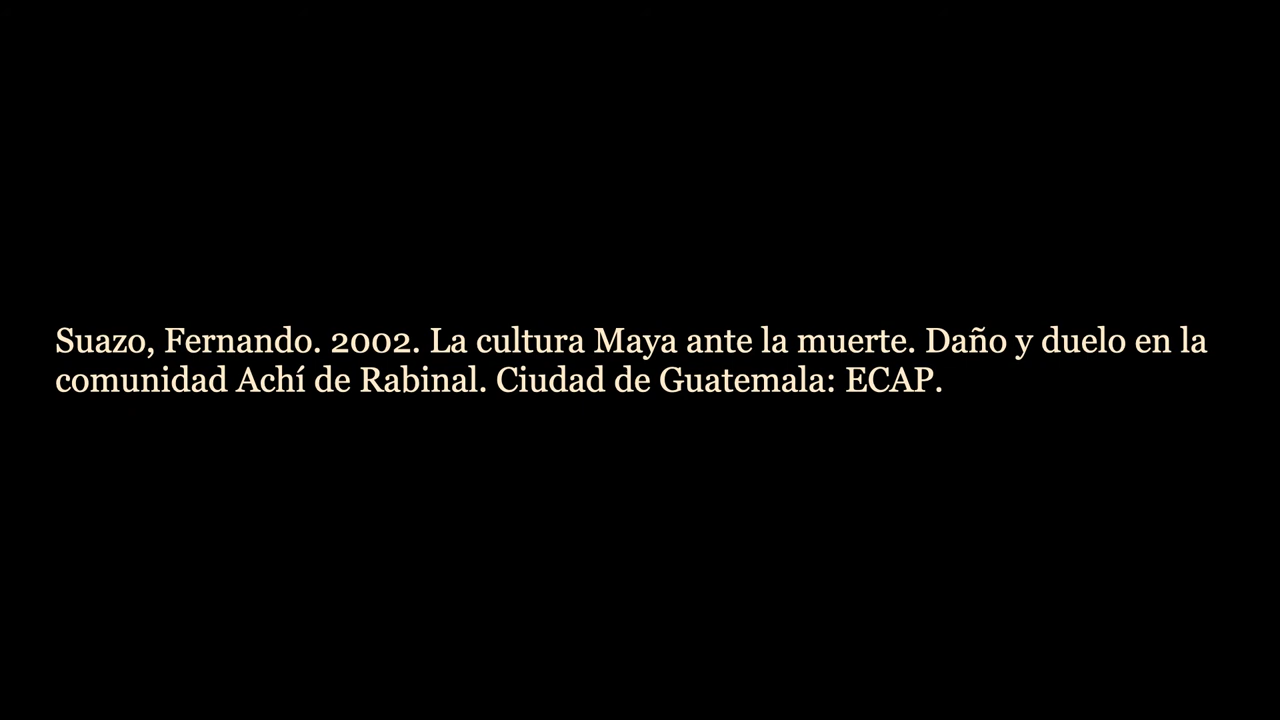 Suazo, Fernando. 2002. La cultura Maya ante la muerte. Daño y duelo en la
comunidad Achí de Rabinal. Ciudad de Guatemala: ECAP.